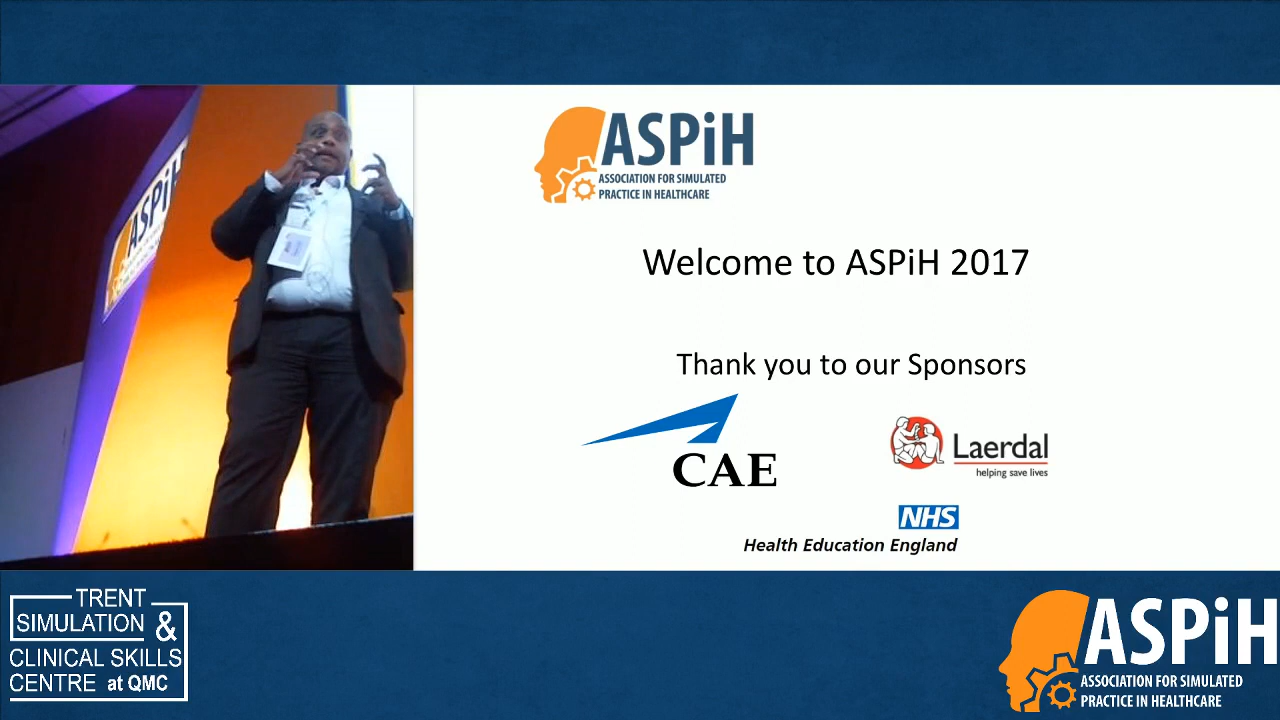 ASPiH
ASPiH
ASSOCIATION FOR SIMULATED
PRACTICE IN HEALTHCARE
Welcome to ASPiH 2017
Thank you to our Sponsors
CAE
Laerdal
helping save lives
NHS
Health Education England
TRENT
SIMULATION &
CLINICAL SKILLS
CENTRE at QMC
ASPiH
ASSOCIATION FOR SIMULATED
PRACTICE IN HEALTHCARE